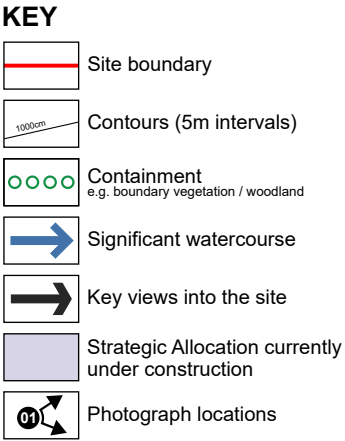 KEY
Site boundary
1000cm
Contours (5m intervals)
Containment
e.g. boundary vegetation / woodland
Significant watercourse
Key views into the site
Strategic Allocation currently
under construction
01
Photograph locations